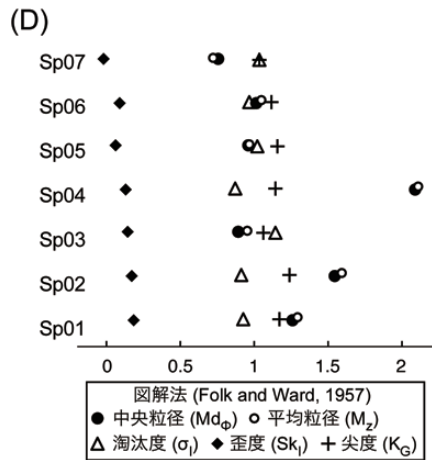 (D)
Sp07
Sp06
Sp05
Sp04
Sp03
Sp02
Sp01
0 0.5 1 1.5 2
図解法 (Folk and Ward, 1957)
中央粒径 (MdΦ) 平均粒径 (Mz)
淘汰度 (σI) 歪度 (SkI) 尖度 (KG)